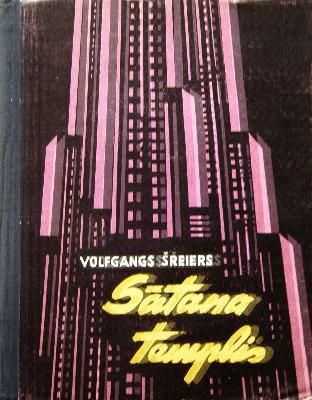 VOLFGANGS ŠREIERS
Sātana
templis